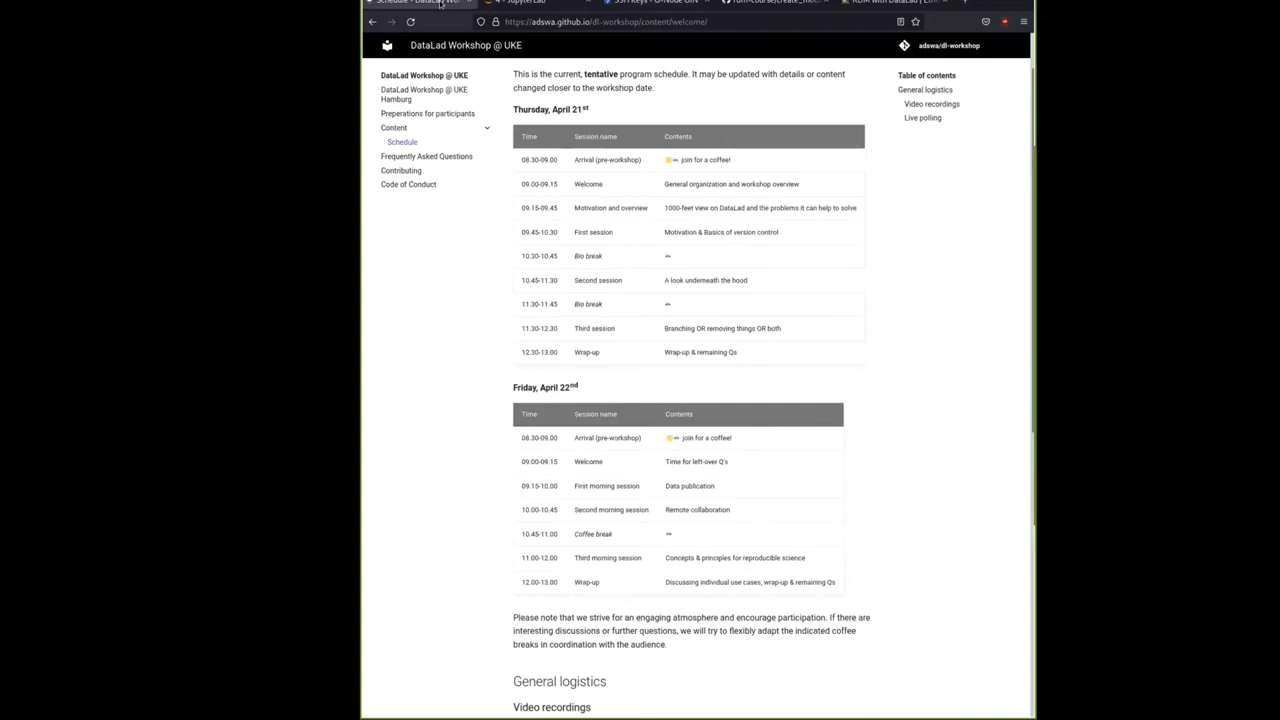 Schedule - DataLad Wor
4 - JupyterLab
SSH Keys - G-Node GIN
RDM with DataLad | Ethe
https://adswa.github.io/dl-workshop/content/welcome/
DataLad Workshop @ UKE
adswa/dl-workshop
DataLad Workshop @ UKE
DataLad Workshop @ UKE
Hamburg
Preperations for participants
Content
Schedule
Frequently Asked Questions
Contributing
Code of Conduct
This is the current, tentative program schedule. It may be updated with details or content
changed closer to the workshop date.
Thursday, April 21st
Time Session name Contents
08.30-09.00 Arrival (pre-workshop) join for a coffee!
09.00-09.15 Welcome General organization and workshop overview
09.15-09.45 Motivation and overview 1000-feet view on DataLad and the problems it can help to solve
09.45-10.30 First session Motivation & Basics of version control
10.30-10.45 Bio break
10.45-11.30 Second session A look underneath the hood
11.30-11.45 Bio break
11.30-12.30 Third session Branching OR removing things OR both
12.30-13.00 Wrap-up Wrap-up & remaining Qs
Friday, April 22nd
Time Session name Contents
08.30-09.00 Arrival (pre-workshop) join for a coffee!
09.00-09.15 Welcome Time for left-over Q's
09.15-10.00 First morning session Data publication
10.00-10.45 Second morning session Remote collaboration
10.45-11.00 Coffee break
11.00-12.00 Third morning session Concepts & principles for reproducible science
12.00-13.00 Wrap-up Discussing individual use cases, wrap-up & remaining Qs
Please note that we strive for an engaging atmosphere and encourage participation. If there are
interesting discussions or further questions, we will try to flexibly adapt the indicated coffee
breaks in coordination with the audience.
General logistics
Video recordings
Table of contents
General logistics
Video recordings
Live polling